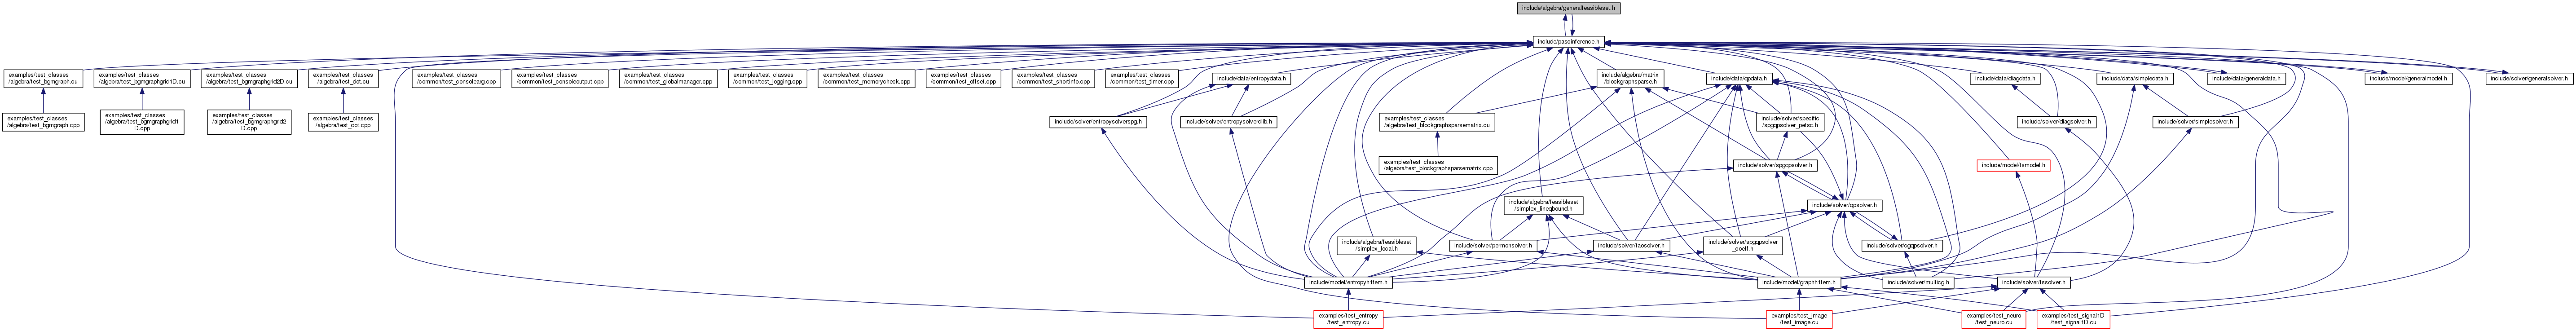 include/algebra/generalfeasibleset.h
include/pascinference.h
examples/test_classes
/algebra/test_bgmgraph.cu
examples/test_classes
/algebra/test_bgmgraphgrid1D.cu
examples/test_classes
/algebra/test_bgmgraphgrid2D.cu
examples/test_classes
/algebra/test_dot.cu
examples/test_classes
/common/test_consolearg.cpp
examples/test_classes
/common/test_consoleoutput.cpp
examples/test_classes
/common/test_globalmanager.cpp
examples/test_classes
/common/test_logging.cpp
examples/test_classes
/common/test_memorycheck.cpp
examples/test_classes
/common/test_offset.cpp
examples/test_classes
/common/test_shortinfo.cpp
examples/test_classes
/common/test_timer.cpp
include/data/entropydata.h
include/algebra/matrix
/blockgraphsparse.h
include/data/qpdata.h
include/data/diagdata.h
include/data/simpledata.h
include/data/generaldata.h
include/model/generalmodel.h
include/solver/generalsolver.h
examples/test_classes
/algebra/test_bgmgraph.cpp
examples/test_classes
/algebra/test_bgmgraphgrid1
D.cpp
examples/test_classes
/algebra/test_bgmgraphgrid2
D.cpp
examples/test_classes
/algebra/test_dot.cpp
include/solver/entropysolverspg.h
include/solver/entropysolverdlib.h
examples/test_classes
/algebra/test_blockgraphsparsematrix.cu
include/solver/specific
/spgqpsolver_petsc.h
include/solver/diagsolver.h
include/solver/simplesolver.h
examples/test_classes
/algebra/test_blockgraphsparsematrix.cpp
include/solver/spgqpsolver.h
include/model/tsmodel.h
include/algebra/feasibleset
/simplex_lineqbound.h
include/solver/qpsolver.h
include/algebra/feasibleset
/simplex_local.h
include/solver/permonsolver.h
include/solver/taosolver.h
include/solver/spgqpsolver
_coeff.h
include/solver/cgqpsolver.h
include/model/entropyh1fem.h
include/model/graphh1fem.h
include/solver/multicg.h
include/solver/tssolver.h
examples/test_entropy
/test_entropy.cu
examples/test_image
/test_image.cu
examples/test_neuro
/test_neuro.cu
examples/test_signal1D
/test_signal1D.cu